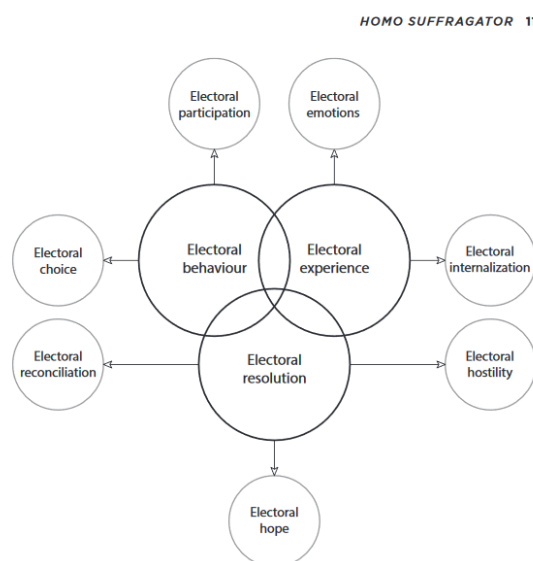 HOMO SUFFRAGATOR 11
Electoral
participation
Electoral
emotions
Electoral
choice
Electoral
behaviour
Electoral
experience
Electoral
internalization
Electoral
reconciliation
Electoral
resolution
Electoral
hostility
Electoral
hope